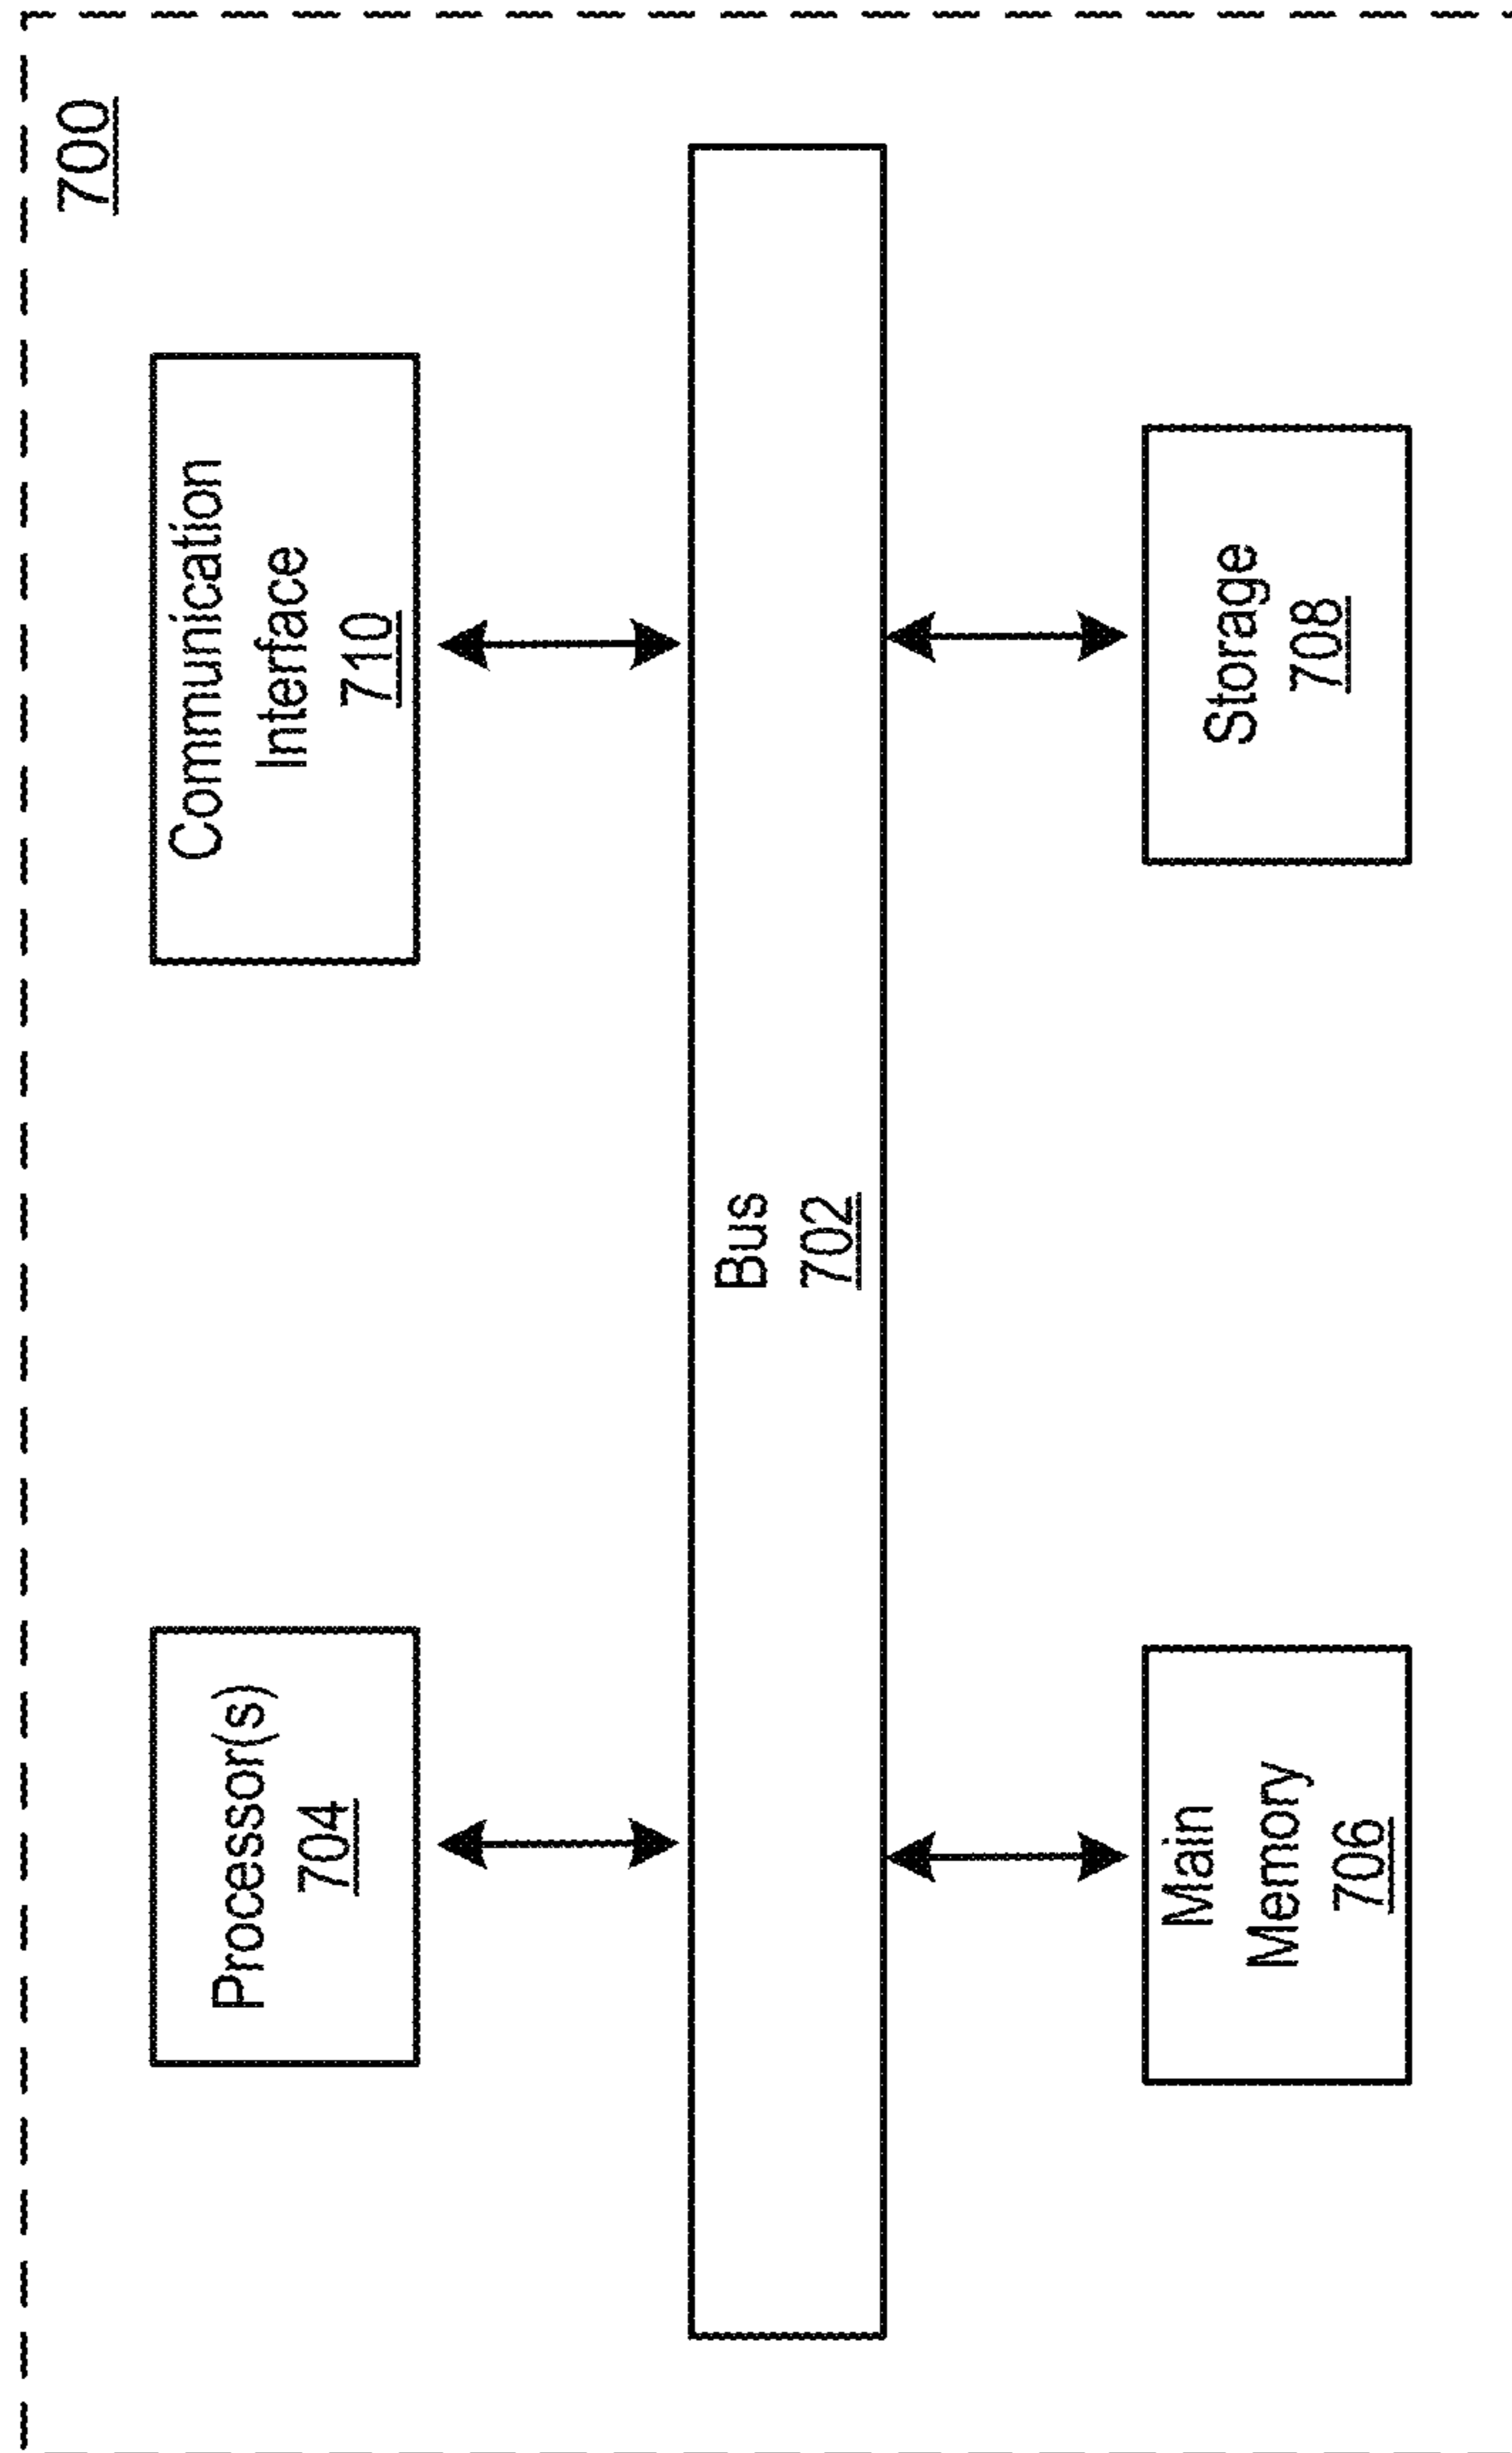 700
Processor(s)
704
Communication
Interface
710
Bus
702
Main
Memory
706
Storage
708